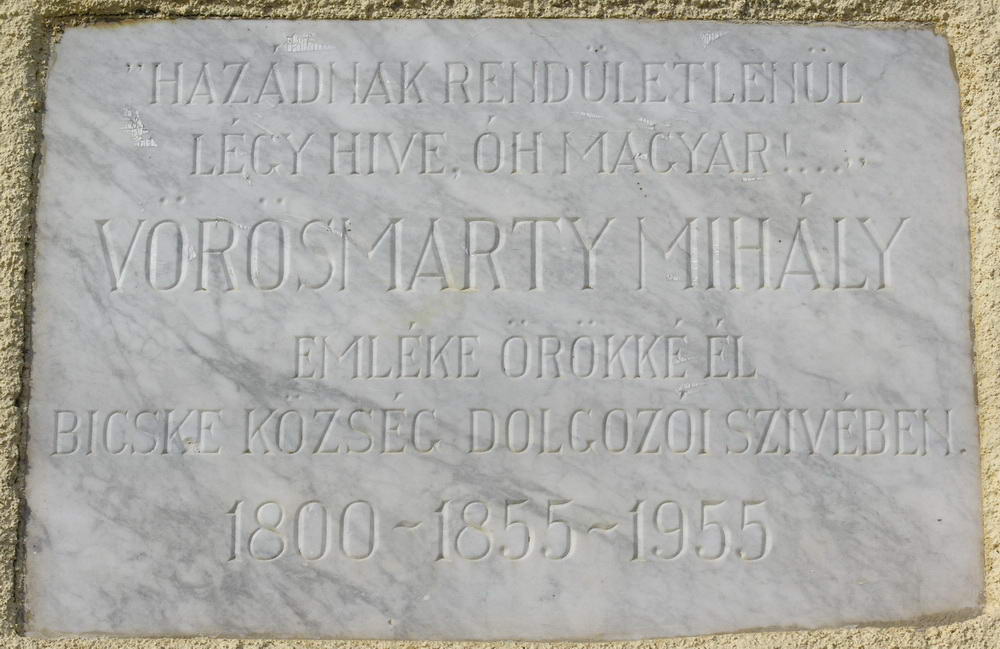 "HAZÁDNAK RENDÜLETLENÜL
LÉGY HIVE, ÓH MAGYAR!...."
VÖRÖSMARTY MIHÁLY
EMLÉKE ÖRÖKKÉ ÉL
BICSKE KÖZSÉG DOLGOZOI SZIVÉBEN.
1800~1855~1955